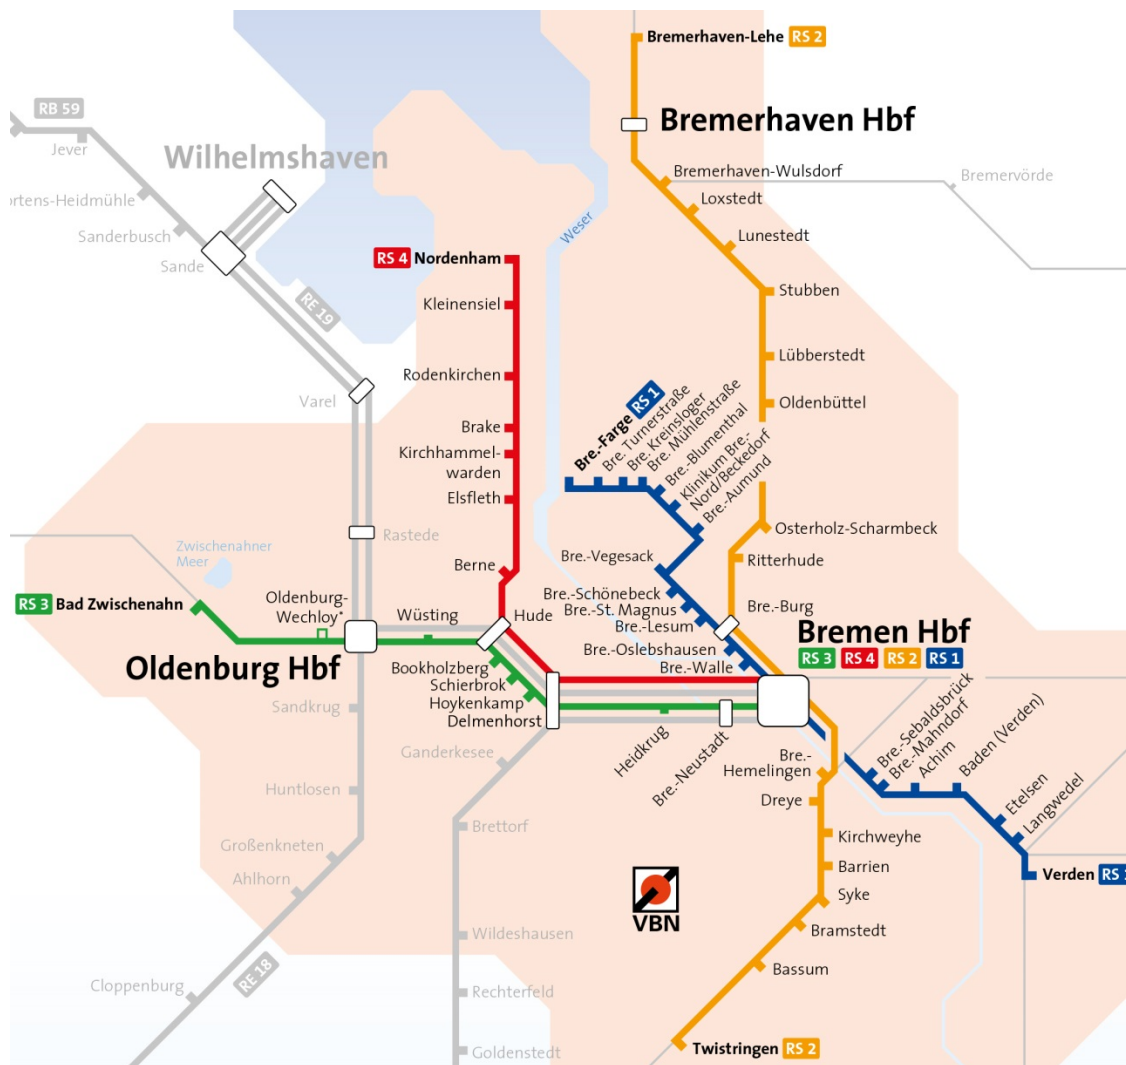 Bremerhaven-Lehe RS 2
RB 59
Bremerhaven Hbf
Jever
Wilhelmshaven
Bremerhaven-Wulsdorf
Bremervörde
ortens-Heidmühle
Loxstedt
Weser
Sanderbusch
Lunestedt
Sande
RS 4 Nordenham
RE 19
Kleinensiel
Stubben
Rodenkirchen
Lübberstedt
Varel
Oldenbüttel
Brake
Kirchhammel-
warden
Elsfleth
Bre.-Farge RS 1
Bre. Turnerstraße
Bre. Kreinsloger
Bre. Mühlenstraße
Bre.-Blumenthal
Klinikum Bre.-
Nord/Beckedorf
Bre.-Aumund
Rastede
Osterholz-Scharmbeck
Zwischenahner
Meer
Bre.-Vegesack
Ritterhude
Berne
RS 3 Bad Zwischenahn
Oldenburg-
Wechloy*
Wüsting
Hude
Bre.-Schönebeck
Bre.-St. Magnus
Bre.-Lesum
Bre.-Burg
Bremen Hbf
RS 3 RS 4 RS 2 RS 1
Oldenburg Hbf
Bre.-Oslebshausen
Bre.-Walle
Bookholzberg
Schierbrok
Hoykenkamp
Delmenhorst
Sandkrug
Ganderkesee
Heidkrug
Bre.-Neustadt
Bre.-
Hemelingen
Bre.-Sebaldsbrück
Bre.-Mahndorf
Achim
Baden (Verden)
Etelsen
Langwedel
Huntlosen
Dreye
Brettorf
Kirchweyhe
Großenkneten
Barrien
Ahlhorn
Verden RS 1
Syke
VBN
Wildeshausen
Bramstedt
RE 18
Bassum
Cloppenburg
Rechterfeld
Goldenstedt
Twistringen RS 2